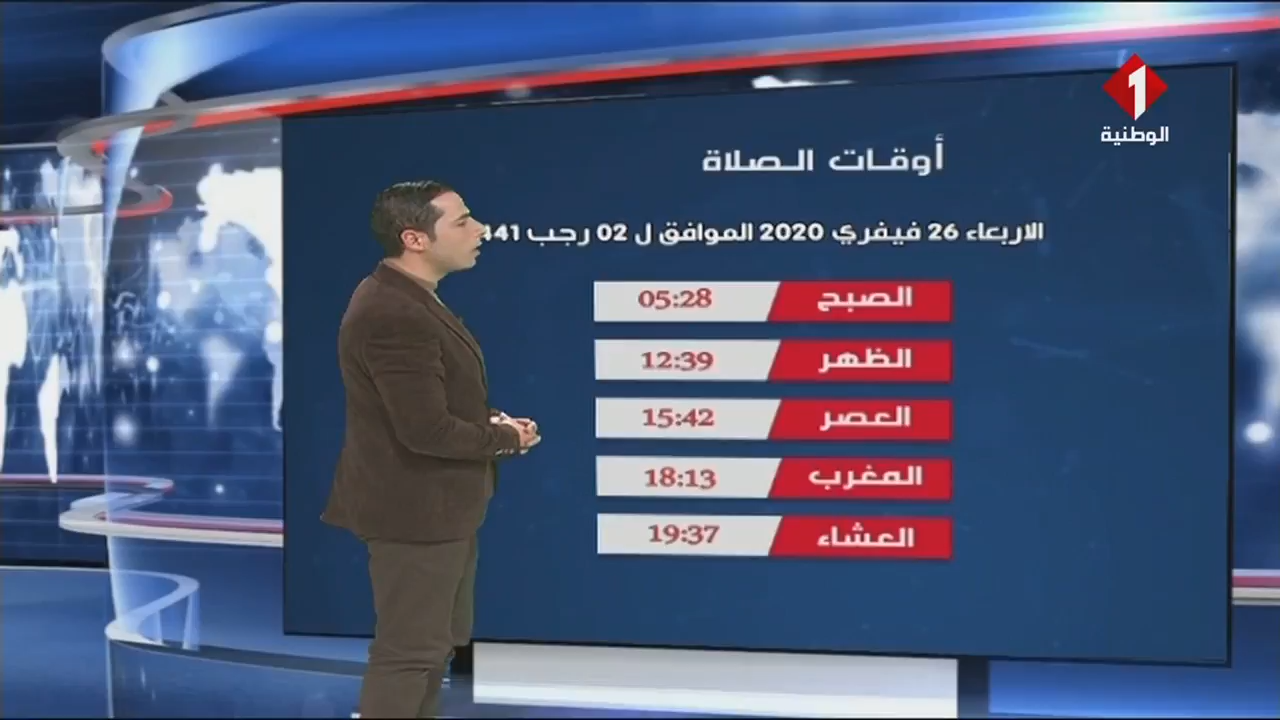 1
الوطنية
أوقات الصلاة
الاربعاء 26 فيفري 2020 الموافق ل 02 رجب
الصبح 05:28
الظهر 12:39
العصر 15:42
المغرب 18:13
العشاء 19:37